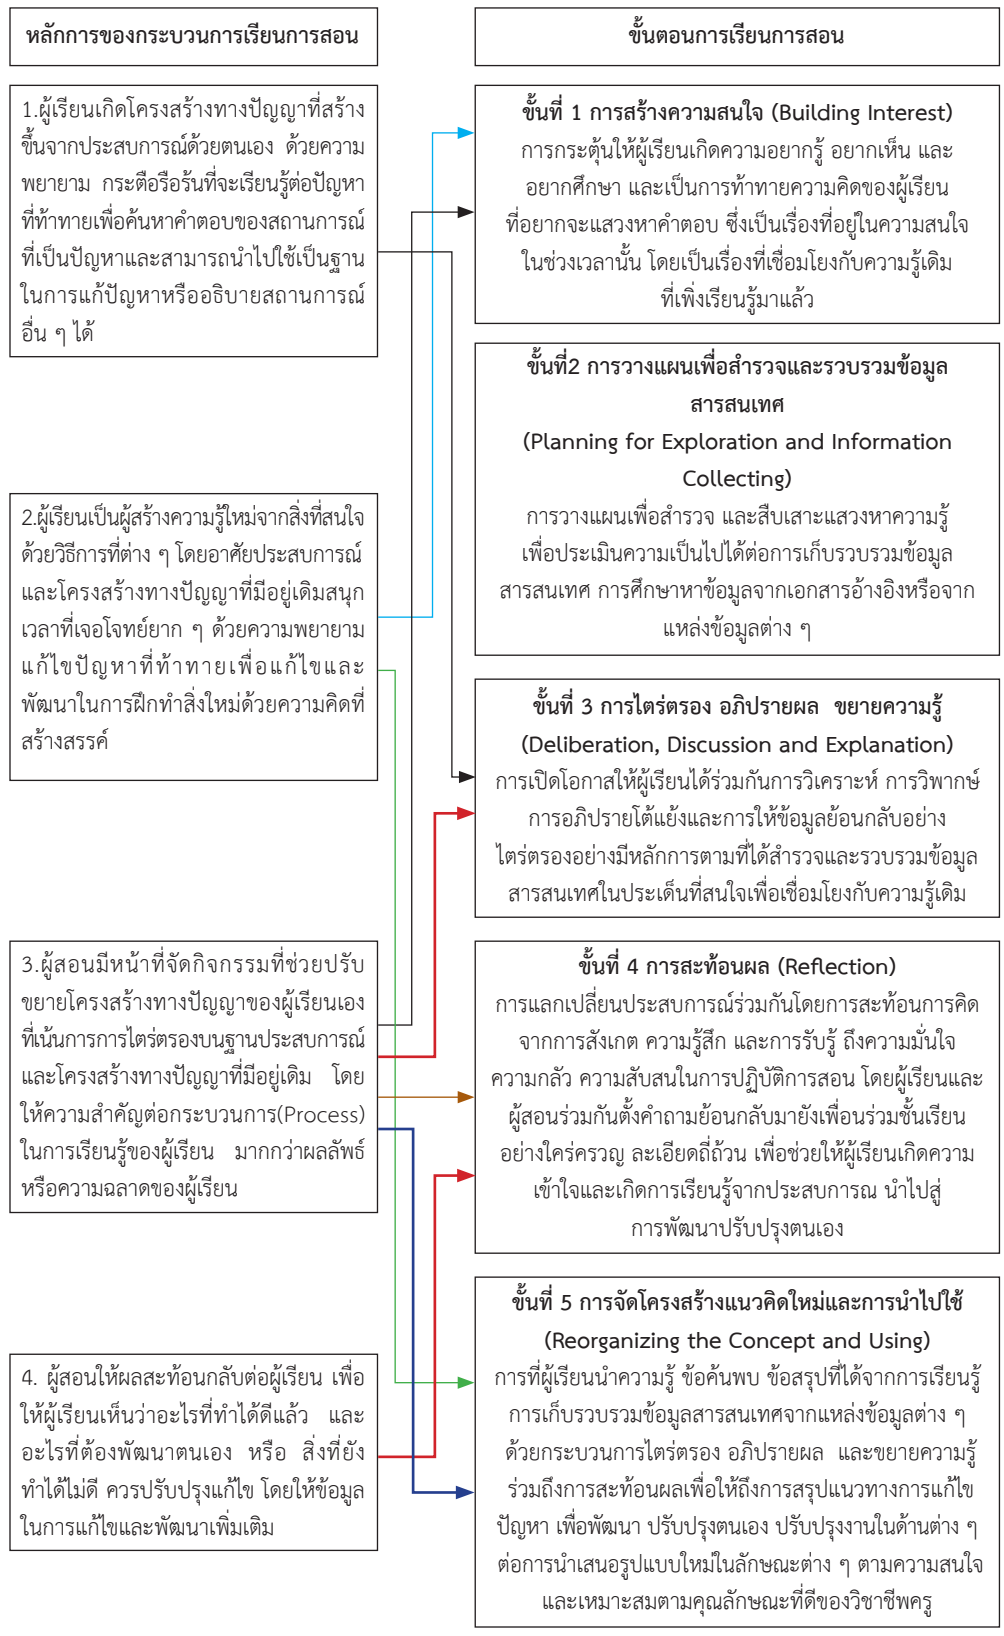 หลักการของกระบวนการเรียนการสอน
1.ผู้เรียนเกิดโครงสร้างทางปัญญาที่สร้าง
ขึ้นจากประสบการณ์ด้วยตนเอง ด้วยความ
พยายาม กระตือรือร้นที่จะเรียนรู้ต่อปัญหา
ที่ท้าทายเพื่อค้นหาคำตอบของสถานการณ์
ที่เป็นปัญหาและสามารถนำไปใช้เป็นฐาน
ในการแก้ปัญหาหรืออธิบายสถานการณ์
อื่น ๆ ได้
2.ผู้เรียนเป็นผู้สร้างความรู้ใหม่จากสิ่งที่สนใจ
ด้วยวิธีการที่ต่าง ๆ โดยอาศัยประสบการณ์
และโครงสร้างทางปัญญาที่มีอยู่เดิมสนุก
เวลาที่เจอโจทย์ยาก ๆ ด้วยความพยายาม
แก้ไขปัญหาที่ท้าทายเพื่อแก้ไขและ
พัฒนาในการฝึกทำสิ่งใหม่ด้วยความคิดที่
สร้างสรรค์
3.ผู้สอนมีหน้าที่จัดกิจกรรมที่ช่วยปรับ
ขยายโครงสร้างทางปัญญาของผู้เรียนเอง
ที่เน้นการการไตร่ตรองบนฐานประสบการณ์
และโครงสร้างทางปัญญาที่มีอยู่เดิม โดย
ให้ความสำคัญต่อกระบวนการ(Process)
ในการเรียนรู้ของผู้เรียน มากกว่าผลลัพธ์
หรือความฉลาดของผู้เรียน
4. ผู้สอนให้ผลสะท้อนกลับต่อผู้เรียน เพื่อ
ให้ผู้เรียนเห็นว่าอะไรที่ทำได้ดีแล้ว และ
อะไรที่ต้องพัฒนาตนเอง หรือ สิ่งที่ยัง
ทำได้ไม่ดี ควรปรับปรุงแก้ไข โดยให้ข้อมูล
ในการแก้ไขและพัฒนาเพิ่มเติม
ขั้นตอนการเรียนการสอน
ขั้นที่ 1 การสร้างความสนใจ (Building Interest)
การกระตุ้นให้ผู้เรียนเกิดความอยากรู้ อยากเห็น และ
อยากศึกษา และเป็นการท้าทายความคิดของผู้เรียน
ที่อยากจะแสวงหาคำตอบ ซึ่งเป็นเรื่องที่อยู่ในความสนใจ
ในช่วงเวลานั้น โดยเป็นเรื่องที่เชื่อมโยงกับความรู้เดิม
ที่เพิ่งเรียนรู้มาแล้ว
ขั้นที่2 การวางแผนเพื่อสำรวจและรวบรวมข้อมูล
สารสนเทศ
(Planning for Exploration and Information
Collecting)
การวางแผนเพื่อสำรวจ และสืบเสาะแสวงหาความรู้
เพื่อประเมินความเป็นไปได้ต่อการเก็บรวบรวมข้อมูล
สารสนเทศ การศึกษาหาข้อมูลจากเอกสารอ้างอิงหรือจาก
แหล่งข้อมูลต่าง ๆ
ขั้นที่ 3 การไตร่ตรอง อภิปรายผล ขยายความรู้
(Deliberation, Discussion and Explanation)
การเปิดโอกาสให้ผู้เรียนได้ร่วมกันการวิเคราะห์ การวิพากษ์
การอภิปรายโต้แย้งและการให้ข้อมูลย้อนกลับอย่าง
ไตร่ตรองอย่างมีหลักการตามที่ได้สำรวจและรวบรวมข้อมูล
สารสนเทศในประเด็นที่สนใจเพื่อเชื่อมโยงกับความรู้เดิม
ขั้นที่ 4 การสะท้อนผล (Reflection)
การแลกเปลี่ยนประสบการณ์ร่วมกันโดยการสะท้อนการคิด
จากการสังเกต ความรู้สึก และการรับรู้ ถึงความมั่นใจ
ความกลัว ความสับสนในการปฏิบัติการสอน โดยผู้เรียนและ
ผู้สอนร่วมกันตั้งคำถามย้อนกลับมายังเพื่อนร่วมชั้นเรียน
อย่างใคร่ครวญ ละเอียดถี่ถ้วน เพื่อช่วยให้ผู้เรียนเกิดความ
เข้าใจและเกิดการเรียนรู้จากประสบการณ นำไปสู่
การพัฒนาปรับปรุงตนเอง
ขั้นที่ 5 การจัดโครงสร้างแนวคิดใหม่และการนำไปใช้
(Reorganizing the Concept and Using)
การที่ผู้เรียนนำความรู้ ข้อค้นพบ ข้อสรุปที่ได้จากการเรียนรู้
การเก็บรวบรวมข้อมูลสารสนเทศจากแหล่งข้อมูลต่าง ๆ
ด้วยกระบวนการไตร่ตรอง อภิปรายผล และขยายความรู้
ร่วมถึงการสะท้อนผลเพื่อให้ถึงการสรุปแนวทางการแก้ไข
ปัญหา เพื่อพัฒนา ปรับปรุงตนเอง ปรับปรุงงานในด้านต่าง ๆ
ต่อการนำเสนอรูปแบบใหม่ในลักษณะต่าง ๆ ตามความสนใจ
และเหมาะสมตามคุณลักษณะที่ดีของวิชาชีพครู